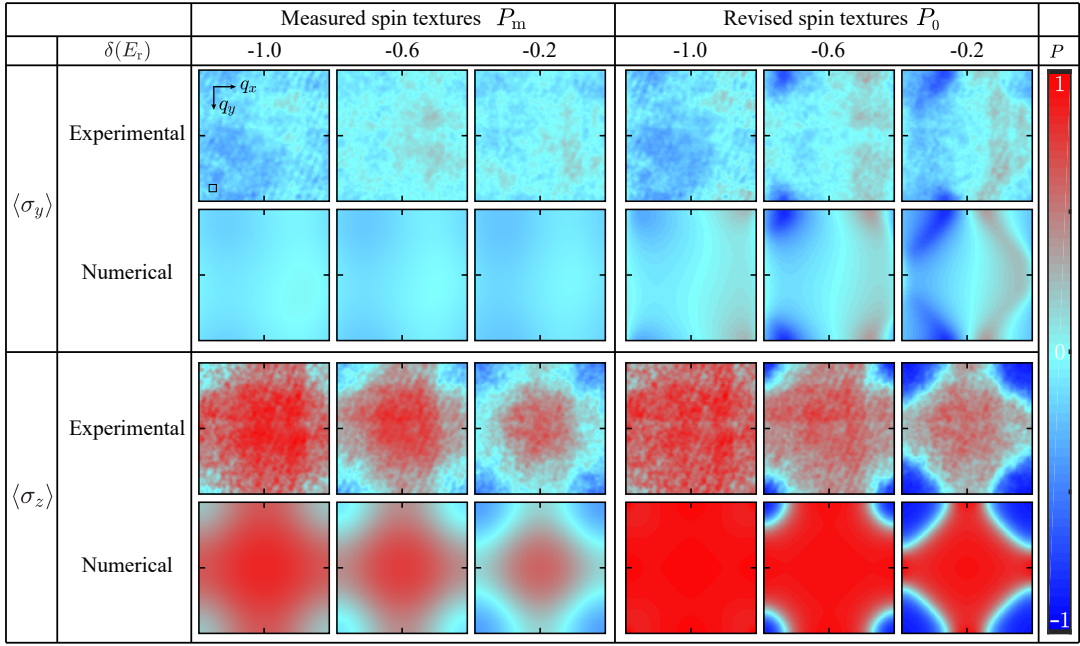 Measured spin textures P_m Revised spin textures P_0
δ(E_r) -1.0 -0.6 -0.2 -1.0 -0.6 -0.2 P
q_x
q_y
1
Experimental
⟨σ_y⟩
Numerical
0
Experimental
⟨σ_z⟩
Numerical
-1